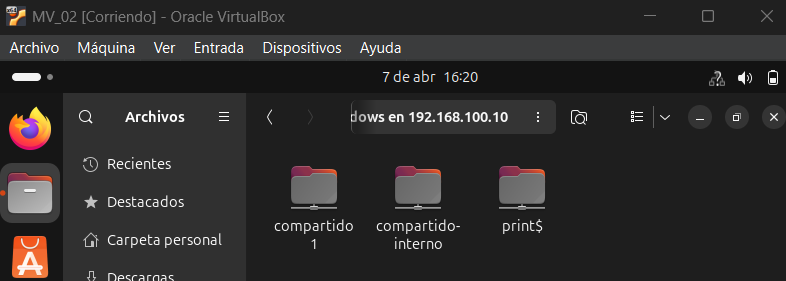 MV_02 [Corriendo] - Oracle VirtualBox
Archivo Máquina Ver Entrada Dispositivos Ayuda
7 de abr 16:20
Archivos
dows en 192.168.100.10
Recientes
Destacados
Carpeta personal
Descargas
compartido
1
compartido-
interno
print$